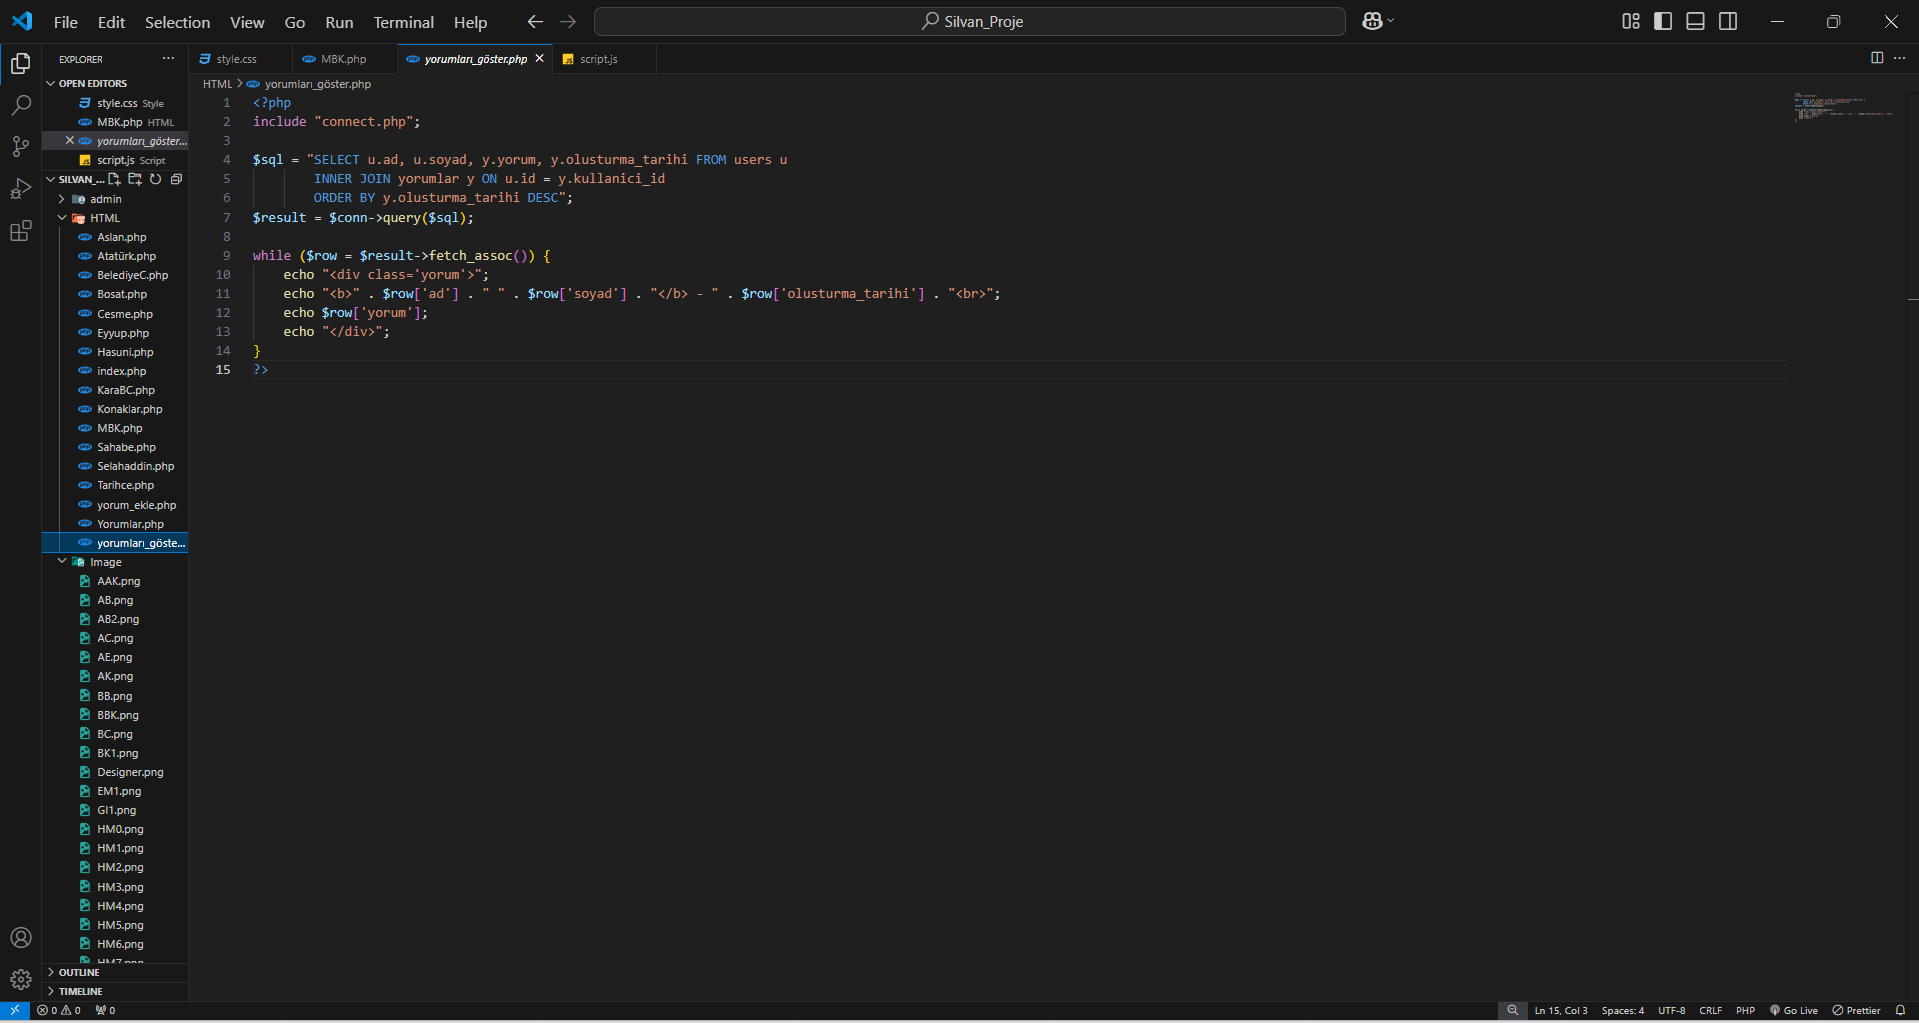 File Edit Selection View Go Run Terminal Help
Silvan_Proje
EXPLORER
OPEN EDITORS
style.css Style
MBK.php HTML
yorumları_göster...
script.js Script
SILVAN_...
admin
HTML
Aslan.php
Atatürk.php
BelediyeC.php
Bosat.php
Cesme.php
Eyyup.php
Hasuni.php
index.php
KaraBC.php
Konaklar.php
MBK.php
Sahabe.php
Selahaddin.php
Tarihce.php
yorum_ekle.php
Yorumlar.php
yorumları_göste...
Image
AAK.png
AB.png
AB2.png
AC.png
AE.png
AK.png
BB.png
BBK.png
BC.png
BK1.png
Designer.png
EM1.png
GI1.png
HM0.png
HM1.png
HM2.png
HM3.png
HM4.png
HM5.png
HM6.png
HM7.png
OUTLINE
TIMELINE
style.css MBK.php yorumları_göster.php script.js
HTML > yorumları_göster.php
1 <?php
2 include "connect.php";
3
4 $sql = "SELECT u.ad, u.soyad, y.yorum, y.olusturma_tarihi FROM users u
5 INNER JOIN yorumlar y ON u.id = y.kullanici_id
6 ORDER BY y.olusturma_tarihi DESC";
7 $result = $conn->query($sql);
8
9 while ($row = $result->fetch_assoc()) {
10 echo "<div class='yorum'>";
11 echo "<b>" . $row['ad'] . " " . $row['soyad'] . "</b> - " . $row['olusturma_tarihi'] . "<br>";
12 echo $row['yorum'];
13 echo "</div>";
14 }
15 ?>
0 0 0
Ln 15, Col 3 Spaces: 4 UTF-8 CRLF PHP Go Live Prettier